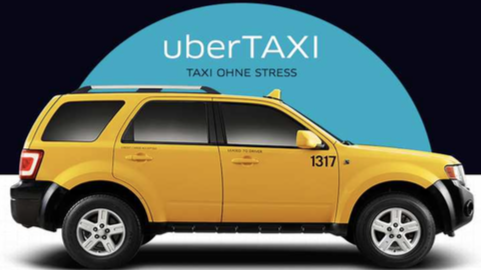 uberTAXI
TAXI OHNE STRESS
1317